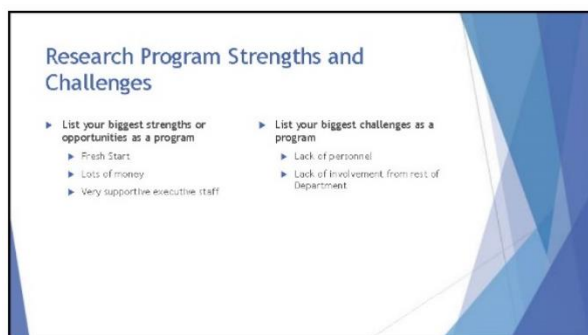 Research Program Strengths and
Challenges
List your biggest strengths or
opportunities as a program
Fresh Start
Lots of money
Very supportive executive staff
List your biggest challenges as a
program
Lack of personnel
Lack of involvement from rest of
Department